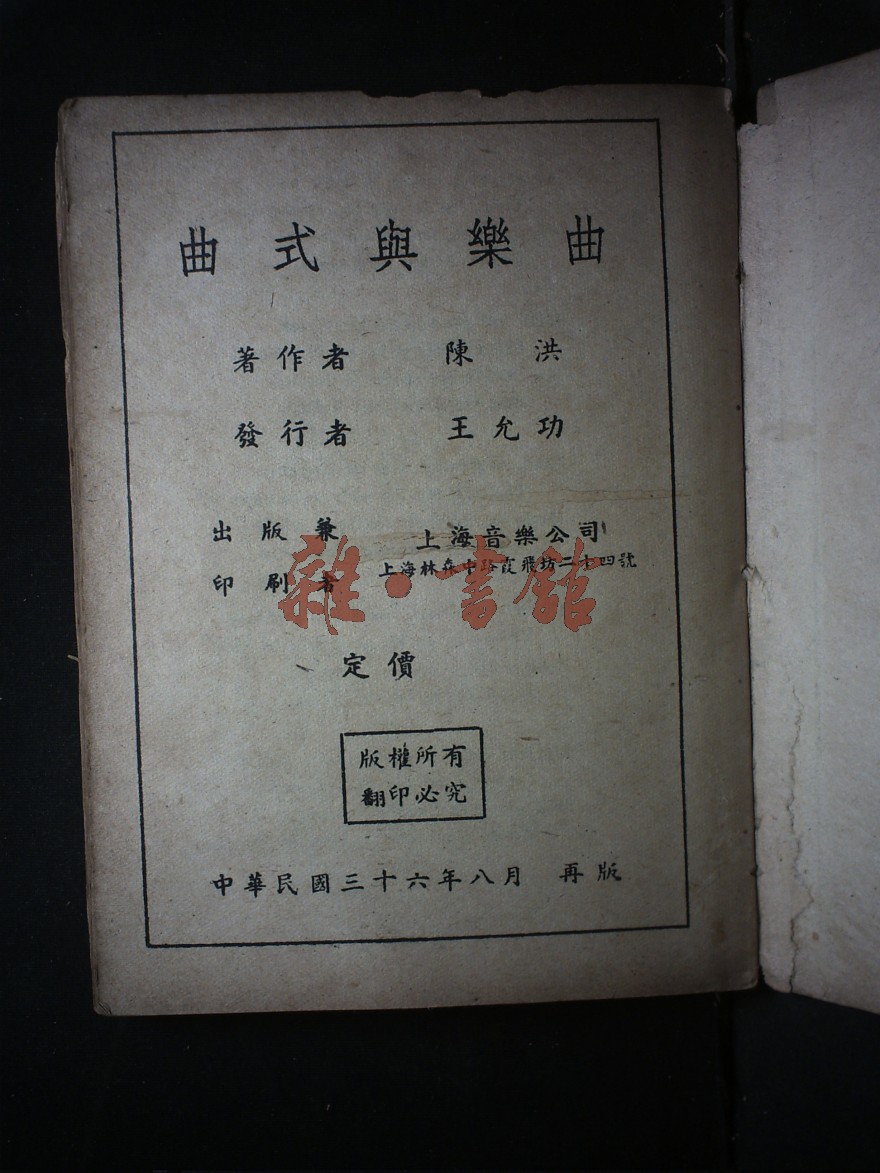 曲式與樂曲
著作者 陳洪
發行者 王允功
出版兼
印刷者
上海音樂公司
上海林森中路霞飛坊二十四號
雜·書館
定價
版權所有
翻印必究
中華民國三十六年八月 再版